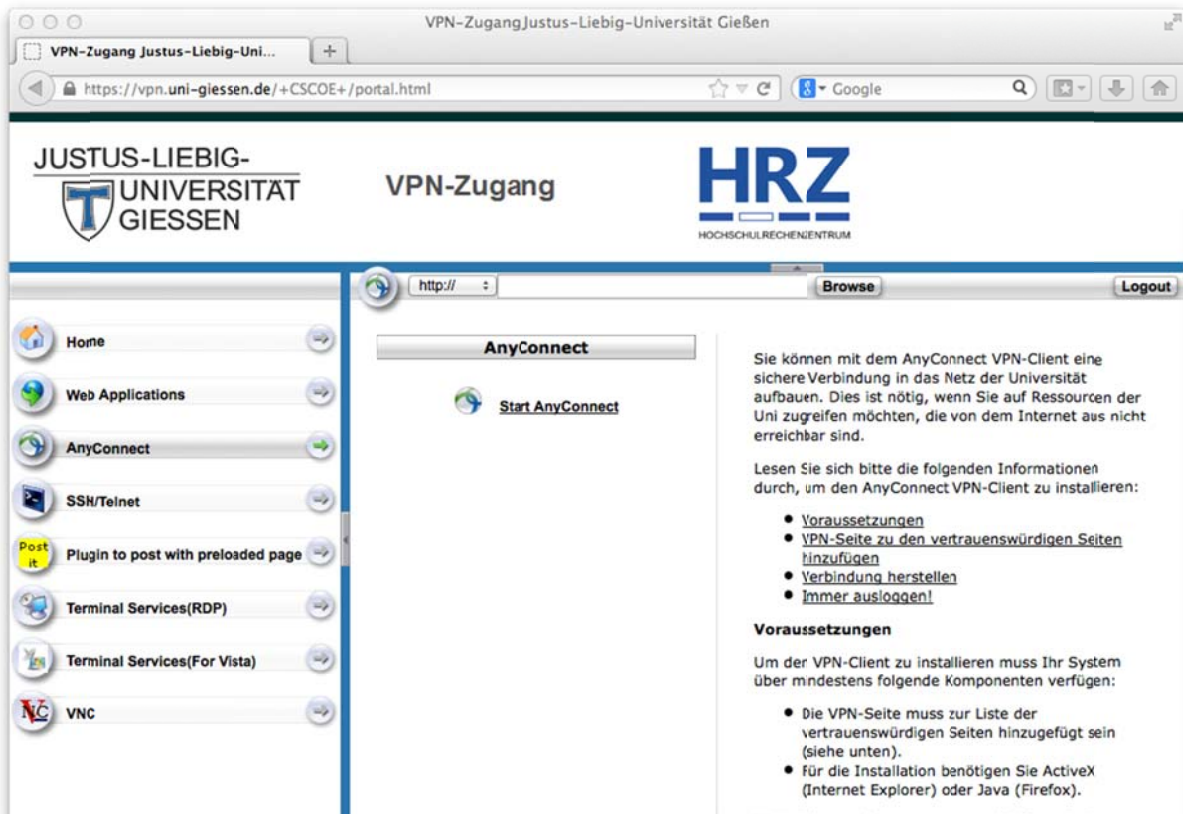 VPN-Zugang Justus-Liebig-Universität Gießen
VPN-Zugang Justus-Liebig-Uni...
https://vpn.uni-giessen.de/+CSCOE+/portal.html
Google
JUSTUS-LIEBIG-
UNIVERSITÄT
GIESSEN
VPN-Zugang
HRZ
HOCHSCHULRECHENZENTRUM
http://
Browse
Logout
Home
Web Applications
AnyConnect
SSH/Telnet
Post it
Plugin to post with preloaded page
Terminal Services(RDP)
Terminal Services(For Vista)
VNC
VNC
AnyConnect
Start AnyConnect
Sie können mit dem AnyConnect VPN-Client eine
sichere Verbindung in das Netz der Universität
aufbauen. Dies ist nötig, wenn Sie auf Ressourcen der
Uni zugreifen möchten, die von dem Internet aus nicht
erreichbar sind.
Lesen Sie sich bitte die folgenden Informationen
durch, um den AnyConnect VPN-Client zu installieren:
Voraussetzungen
VPN-Seite zu den vertrauenswürdigen Seiten
hinzufügen
Verbindung herstellen
Immer ausloggen!
Voraussetzungen
Um der VPN-Client zu installieren muss Ihr System
über mindestens folgende Komponenten verfügen:
Die VPN-Seite muss zur Liste der
vertrauenswürdigen Seiten hinzugefügt sein
(siehe unten).
Für die Installation benötigen Sie ActiveX
(Internet Explorer) oder Java (Firefox).